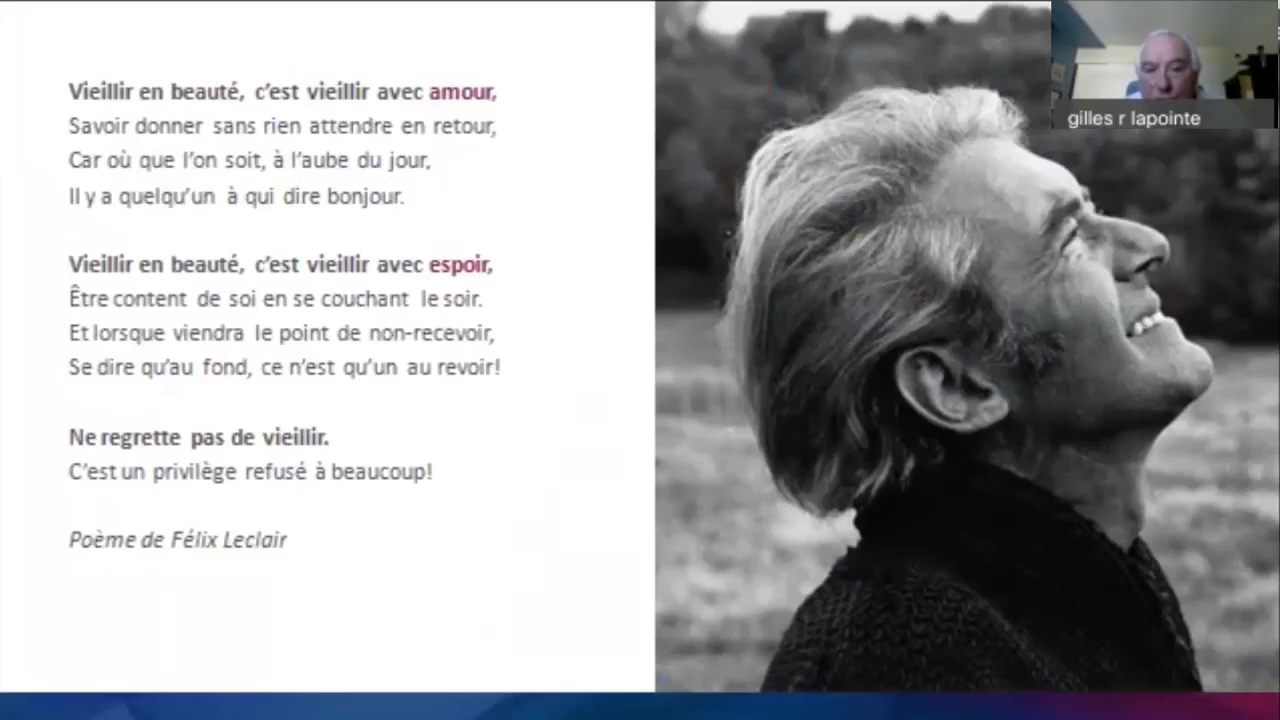 Vieillir en beauté, c'est vieillir avec amour,
Savoir donner sans rien attendre en retour,
Car où que l'on soit, à l'aube du jour,
Il y a quelqu'un à qui dire bonjour.
Vieillir en beauté, c'est vieillir avec espoir,
Être content de soi en se couchant le soir.
Et lorsque viendra le point de non-recevoir,
Se dire qu'au fond, ce n'est qu'un au revoir!
Ne regrette pas de vieillir.
C'est un privilège refusé à beaucoup!
Poème de Félix Leclair
gilles r lapointe